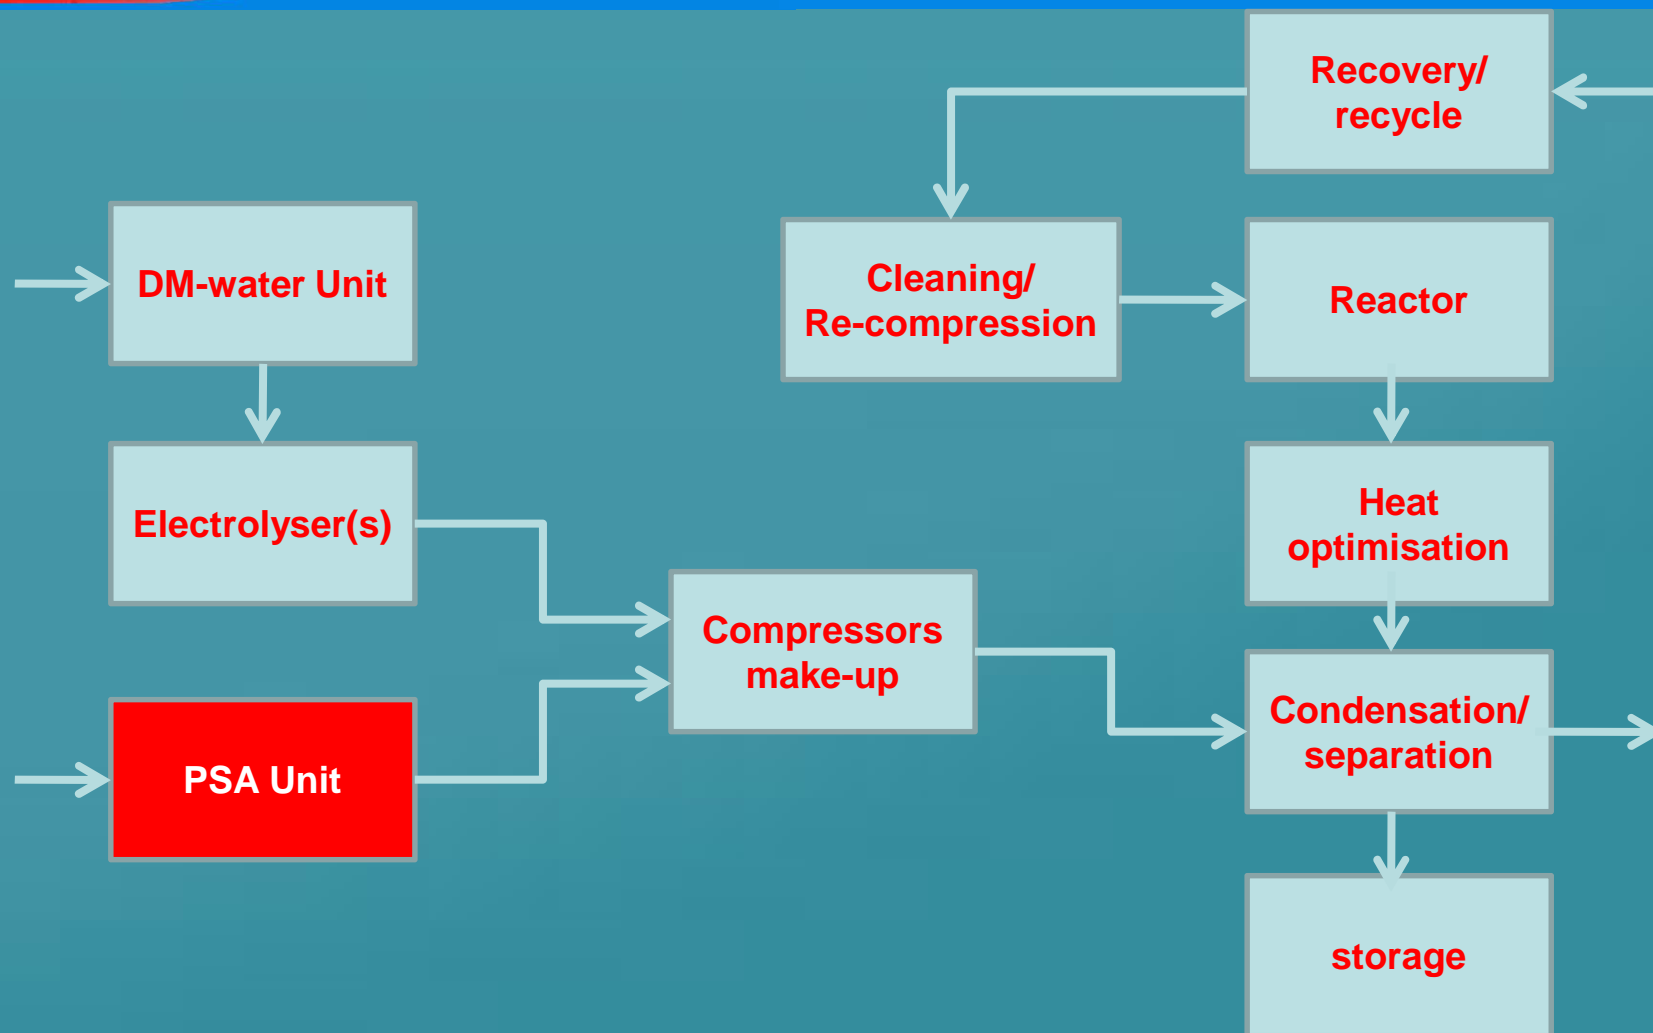 Recovery/
recycle
DM-water Unit
Cleaning/
Re-compression
Reactor
Electrolyser(s)
Heat
optimisation
Compressors
make-up
PSA Unit
Condensation/
separation
storage